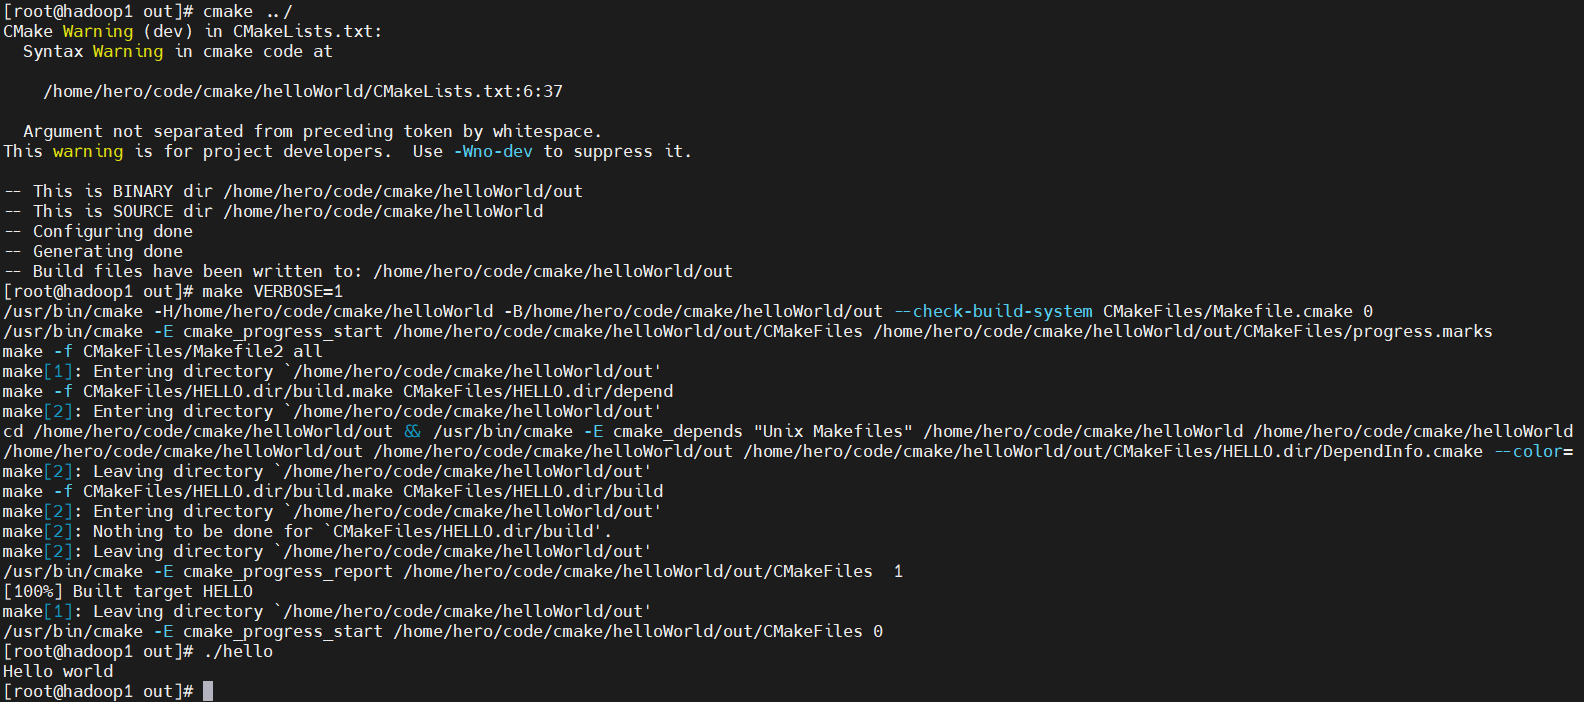 [root@hadoop1 out]# cmake ../
CMake Warning (dev) in CMakeLists.txt:
  Syntax Warning in cmake code at
    /home/hero/code/cmake/helloWorld/CMakeLists.txt:6:37
  Argument not separated from preceding token by whitespace.
This warning is for project developers.  Use -Wno-dev to suppress it.
-- This is BINARY dir /home/hero/code/cmake/helloWorld/out
-- This is SOURCE dir /home/hero/code/cmake/helloWorld
-- Configuring done
-- Generating done
-- Build files have been written to: /home/hero/code/cmake/helloWorld/out
[root@hadoop1 out]# make VERBOSE=1
/usr/bin/cmake -H/home/hero/code/cmake/helloWorld -B/home/hero/code/cmake/helloWorld/out --check-build-system CMakeFiles/Makefile.cmake 0
/usr/bin/cmake -E cmake_progress_start /home/hero/code/cmake/helloWorld/out/CMakeFiles /home/hero/code/cmake/helloWorld/out/CMakeFiles/progress.marks
make -f CMakeFiles/Makefile2 all
make[1]: Entering directory `/home/hero/code/cmake/helloWorld/out'
make -f CMakeFiles/HELLO.dir/build.make CMakeFiles/HELLO.dir/depend
make[2]: Entering directory `/home/hero/code/cmake/helloWorld/out'
cd /home/hero/code/cmake/helloWorld/out && /usr/bin/cmake -E cmake_depends "Unix Makefiles" /home/hero/code/cmake/helloWorld /home/hero/code/cmake/helloWorld
/home/hero/code/cmake/helloWorld/out /home/hero/code/cmake/helloWorld/out /home/hero/code/cmake/helloWorld/out/CMakeFiles/HELLO.dir/DependInfo.cmake --color=
make[2]: Leaving directory `/home/hero/code/cmake/helloWorld/out'
make -f CMakeFiles/HELLO.dir/build.make CMakeFiles/HELLO.dir/build
make[2]: Entering directory `/home/hero/code/cmake/helloWorld/out'
make[2]: Nothing to be done for `CMakeFiles/HELLO.dir/build'.
make[2]: Leaving directory `/home/hero/code/cmake/helloWorld/out'
/usr/bin/cmake -E cmake_progress_report /home/hero/code/cmake/helloWorld/out/CMakeFiles  1
[100%] Built target HELLO
make[1]: Leaving directory `/home/hero/code/cmake/helloWorld/out'
/usr/bin/cmake -E cmake_progress_start /home/hero/code/cmake/helloWorld/out/CMakeFiles 0
[root@hadoop1 out]# ./hello
Hello world
[root@hadoop1 out]#